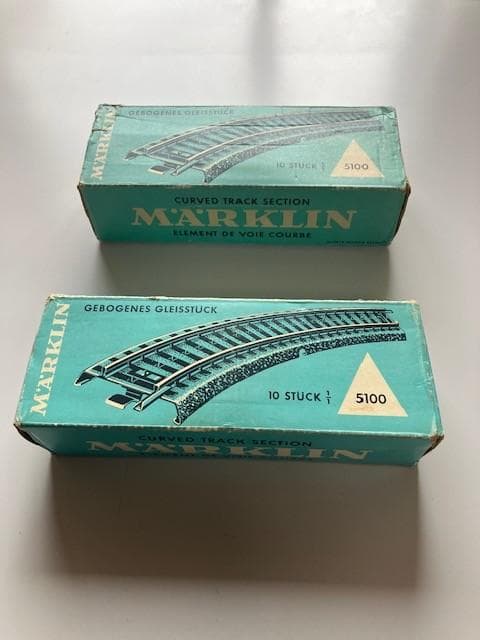 MÄRKLIN
GEBOGENES GLEISSTÜCK
10 STÜCK 1/1
5100
CURVED TRACK SECTION
MÄRKLIN
ELEMENT DE VOIE COURBE
MÄRKLIN
GEBOGENES GLEISSTÜCK
10 STÜCK 1/1
5100
CURVED TRACK SECTION
MÄRKLIN